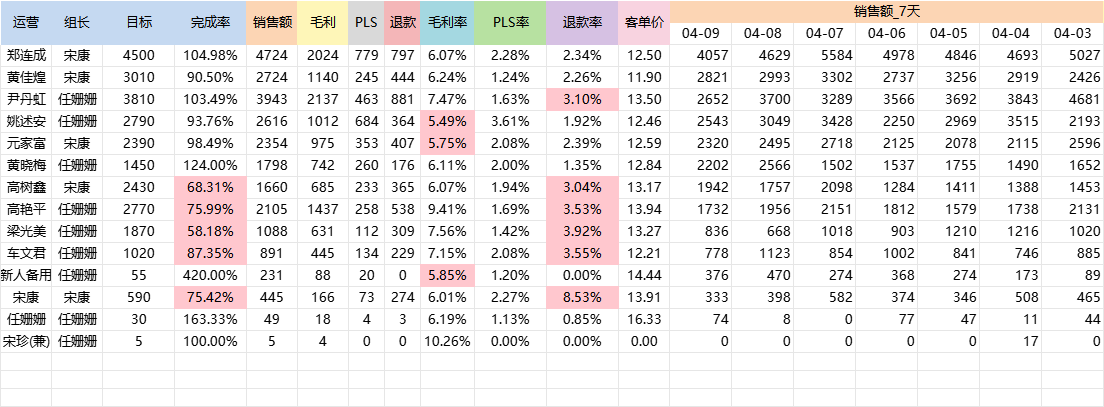 运营 组长 目标 完成率 销售额 毛利 PLS 退款 毛利率 PLS率 退款率 客单价 销售额_7天
04-09 04-08 04-07 04-06 04-05 04-04 04-03
郑连成 宋康 4500 104.98% 4724 2024 779 797 6.07% 2.28% 2.34% 12.50 4057 4629 5584 4978 4846 4693 5027
黄佳煌 宋康 3010 90.50% 2724 1140 245 444 6.24% 1.24% 2.26% 11.90 2821 2993 3302 2737 3256 2919 2426
尹丹虹 任姗姗 3810 103.49% 3943 2137 463 881 7.47% 1.63% 3.10% 13.50 2652 3700 3289 3566 3692 3843 4681
姚述安 任姗姗 2790 93.76% 2616 1012 684 364 5.49% 3.61% 1.92% 12.46 2543 3049 3428 2250 2969 3515 2193
元家富 宋康 2390 98.49% 2354 975 353 407 5.75% 2.08% 2.39% 12.59 2320 2495 2718 2125 2078 2115 2596
黄晓梅 任姗姗 1450 124.00% 1798 742 260 176 6.11% 2.00% 1.35% 12.84 2202 2566 1502 1537 1755 1490 1652
高树鑫 宋康 2430 68.31% 1660 685 233 365 6.07% 1.94% 3.04% 13.17 1942 1757 2098 1284 1411 1388 1453
高艳平 任姗姗 2770 75.99% 2105 1437 258 538 9.41% 1.69% 3.53% 13.94 1732 1956 2151 1812 1579 1738 2131
梁光美 任姗姗 1870 58.18% 1088 631 112 309 7.56% 1.42% 3.92% 13.27 836 668 1018 903 1210 1216 1020
车文君 任姗姗 1020 87.35% 891 445 134 229 7.15% 2.08% 3.55% 12.21 778 1123 854 1002 841 746 885
新人备用 任姗姗 55 420.00% 231 88 20 0 5.85% 1.20% 0.00% 14.44 376 470 274 368 274 173 89
宋康 宋康 590 75.42% 445 166 73 274 6.01% 2.27% 8.53% 13.91 333 398 582 374 346 508 465
任姗姗 任姗姗 30 163.33% 49 18 4 3 6.19% 1.13% 0.85% 16.33 74 8 0 77 47 11 44
宋珍(兼) 任姗姗 5 100.00% 5 4 0 0 10.26% 0.00% 0.00% 0.00 0 0 0 0 0 17 0